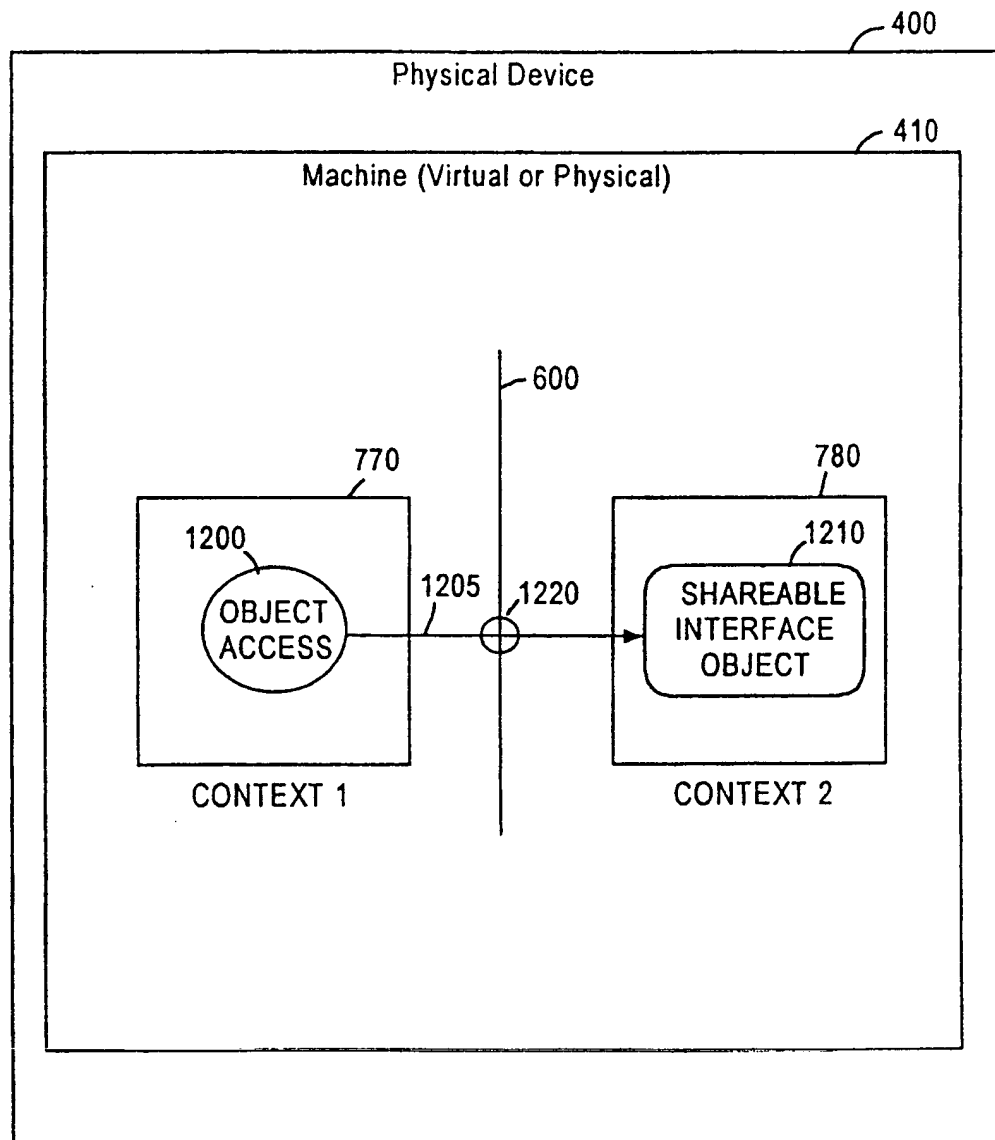 400
Physical Device
410
Machine (Virtual or Physical)
600
770
780
1200
1210
OBJECT
ACCESS
1205
1220
SHAREABLE
INTERFACE
OBJECT
CONTEXT 1
CONTEXT 2